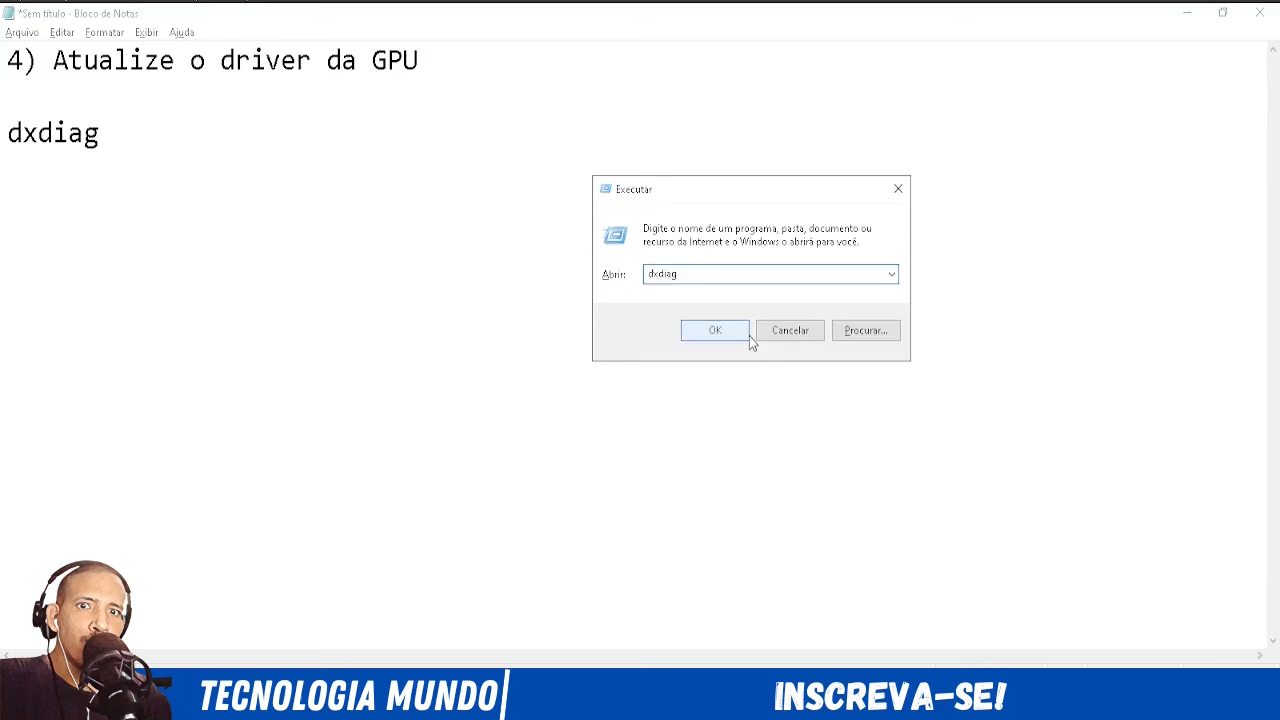 *Sem título - Bloco de Notas
Arquivo Editar Formatar Exibir Ajuda
4) Atualize o driver da GPU
dxdiag
Executar
Digite o nome de um programa, pasta, documento ou
recurso da Internet e o Windows o abrirá para você.
Abrir: dxdiag
OK Cancelar Procurar...
TECNOLOGIA MUNDO
INSCREVA-SE!